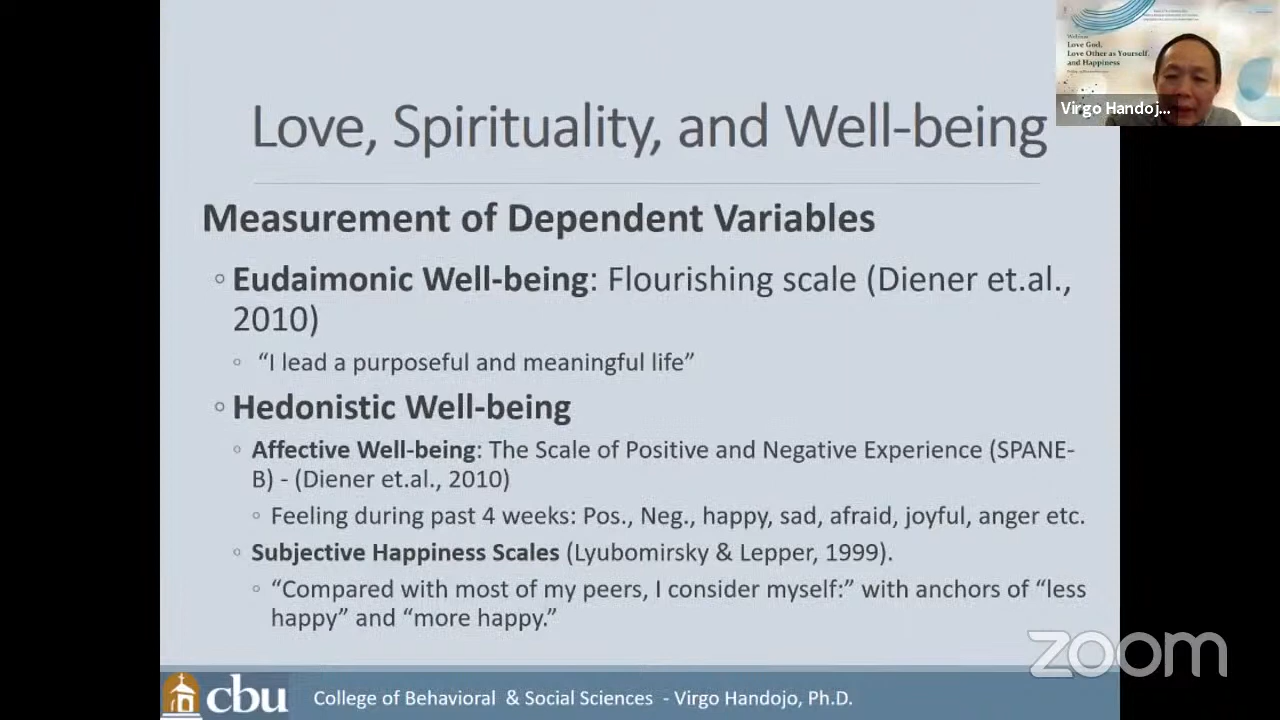 Love, Spirituality, and Well-being
Measurement of Dependent Variables
◦ Eudaimonic Well-being: Flourishing scale (Diener et.al.,
2010)
◦ “I lead a purposeful and meaningful life”
◦ Hedonistic Well-being
◦ Affective Well-being: The Scale of Positive and Negative Experience (SPANE-
B) - (Diener et.al., 2010)
◦ Feeling during past 4 weeks: Pos., Neg., happy, sad, afraid, joyful, anger etc.
◦ Subjective Happiness Scales (Lyubomirsky & Lepper, 1999).
◦ “Compared with most of my peers, I consider myself:” with anchors of “less
happy” and “more happy.”
cbu
College of Behavioral & Social Sciences - Virgo Handojo, Ph.D.
Webinar
Love God,
Love Other as Yourself,
and Happiness
Virgo Handoj...
zoom